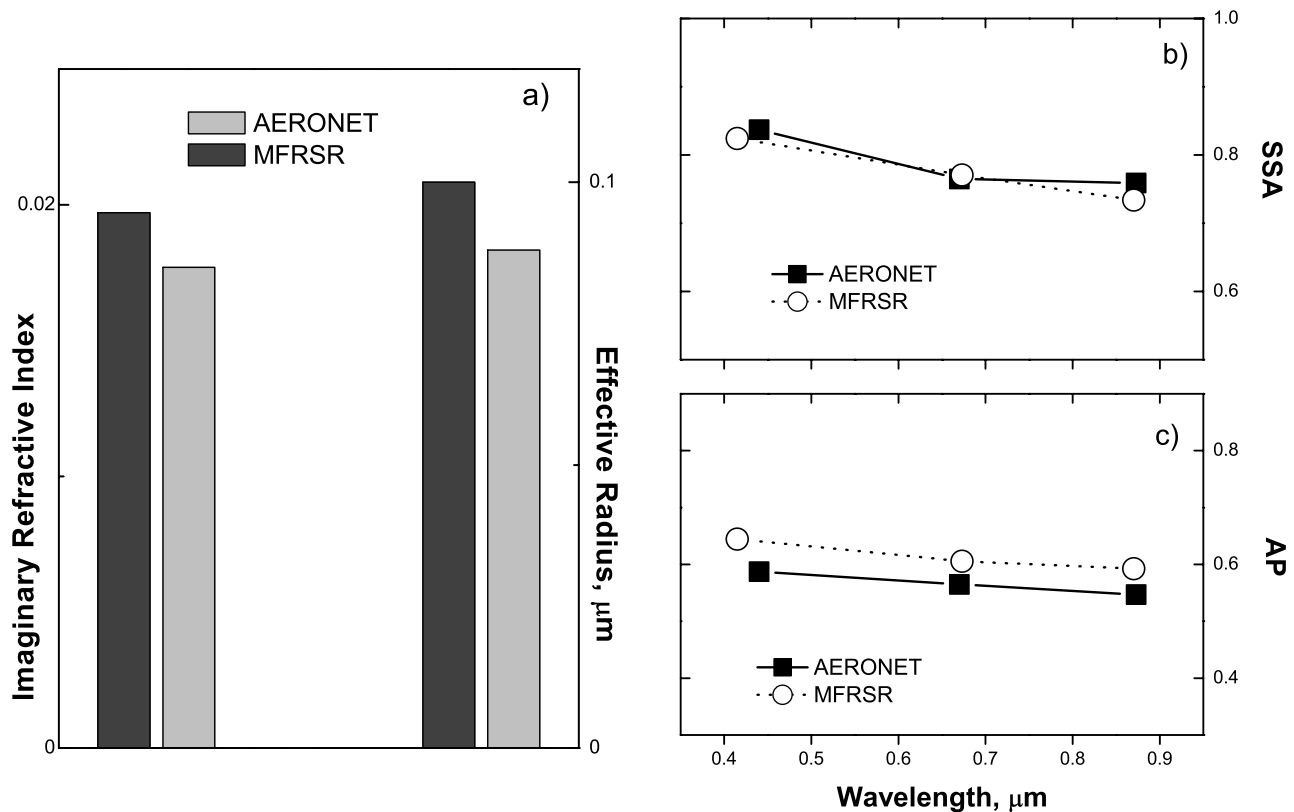 a)
AERONET
MFRSR
0.02
0
Imaginary Refractive Index
0.1
0
Effective Radius, μm
b)
1.0
0.8
0.6
SSA
AERONET
MFRSR
c)
0.8
0.6
0.4
AP
AERONET
MFRSR
0.4 0.5 0.6 0.7 0.8 0.9
Wavelength, μm